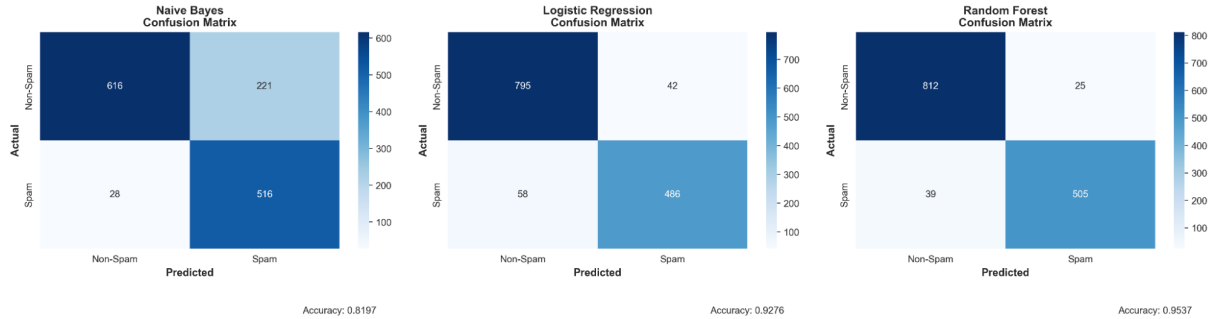 Naive Bayes
Confusion Matrix
600
500
400
300
200
100
Actual
Non-Spam
Spam
616
221
28
516
Non-Spam
Spam
Predicted
Accuracy: 0.8197
Logistic Regression
Confusion Matrix
700
600
500
400
300
200
100
Actual
Non-Spam
Spam
795
42
58
486
Non-Spam
Spam
Predicted
Accuracy: 0.9276
Random Forest
Confusion Matrix
800
700
600
500
400
300
200
100
Actual
Non-Spam
Spam
812
25
39
505
Non-Spam
Spam
Predicted
Accuracy: 0.9537